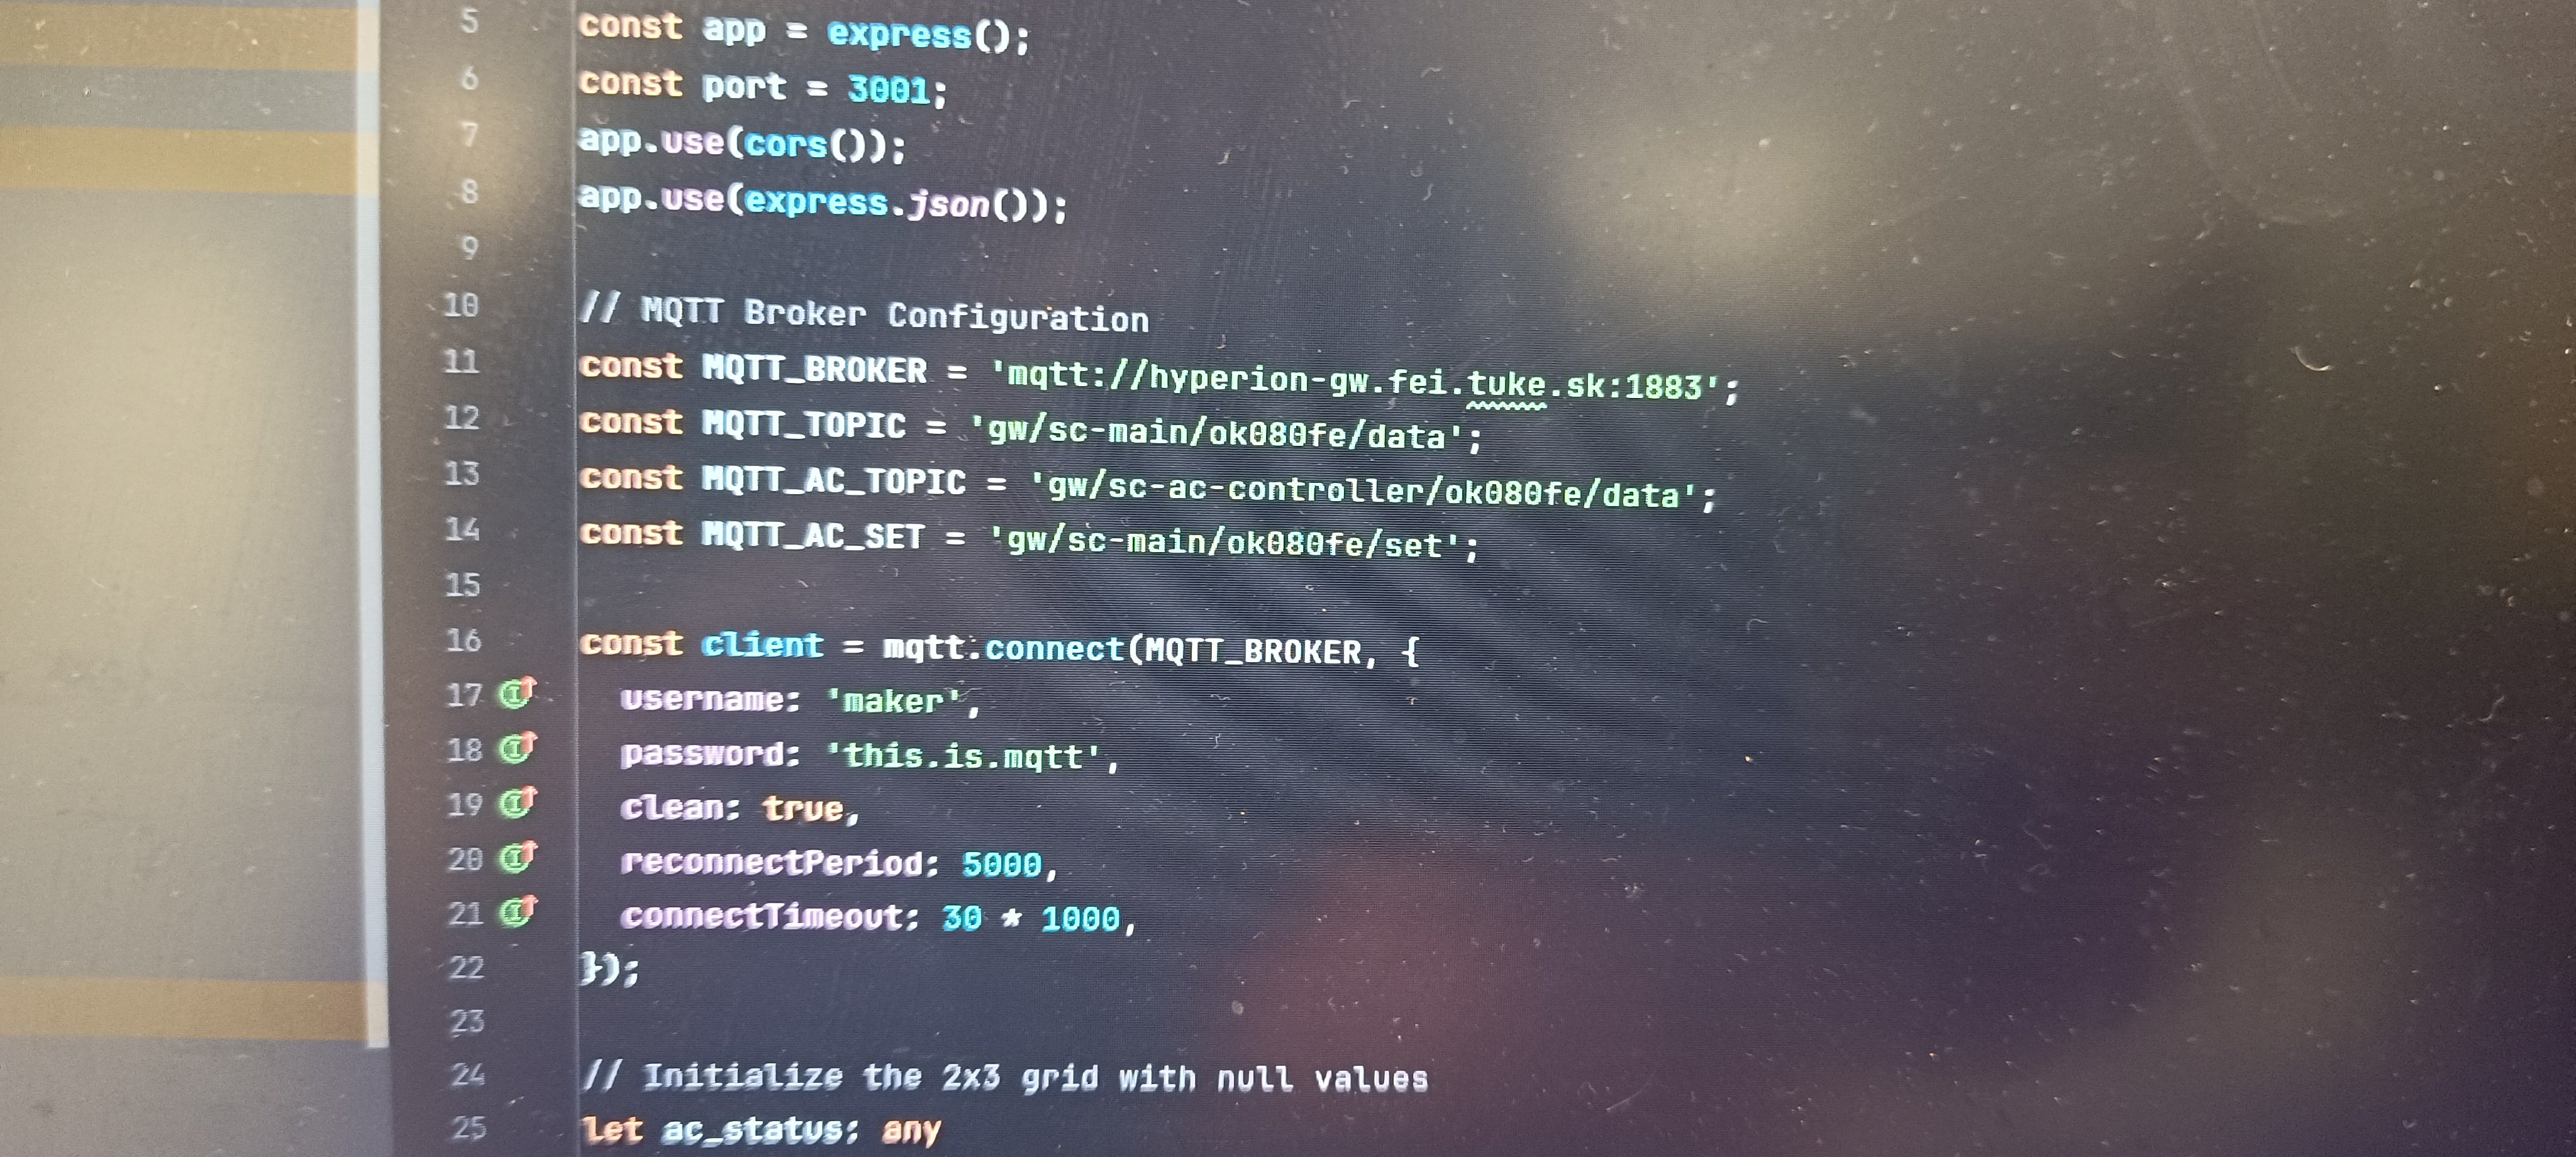 5 const app = express();
6 const port = 3001;
7 app.use(cors());
8 app.use(express.json());
9
10 // MQTT Broker Configuration
11 const MQTT_BROKER = 'mqtt://hyperion-gw.fei.tuke.sk:1883';
12 const MQTT_TOPIC = 'gw/sc-main/ok080fe/data';
13 const MQTT_AC_TOPIC = 'gw/sc-ac-controller/ok080fe/data';
14 const MQTT_AC_SET = 'gw/sc-main/ok080fe/set';
15
16 const client = mqtt.connect(MQTT_BROKER, {
17 username: 'maker',
18 password: 'this.is.mqtt',
19 clean: true,
20 reconnectPeriod: 5000,
21 connectTimeout: 30 * 1000,
22 });
23
24 // Initialize the 2x3 grid with null values
25 let ac_status: any